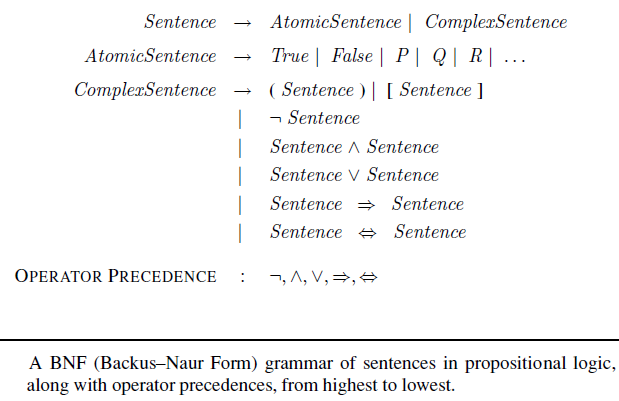 Sentence → AtomicSentence | ComplexSentence
AtomicSentence → True | False | P | Q | R | ...
ComplexSentence → ( Sentence ) | [ Sentence ]
| ¬ Sentence
| Sentence ∧ Sentence
| Sentence ∨ Sentence
| Sentence ⇒ Sentence
| Sentence ⇔ Sentence
OPERATOR PRECEDENCE : ¬, ∧, ∨, ⇒, ⇔
A BNF (Backus–Naur Form) grammar of sentences in propositional logic,
along with operator precedences, from highest to lowest.